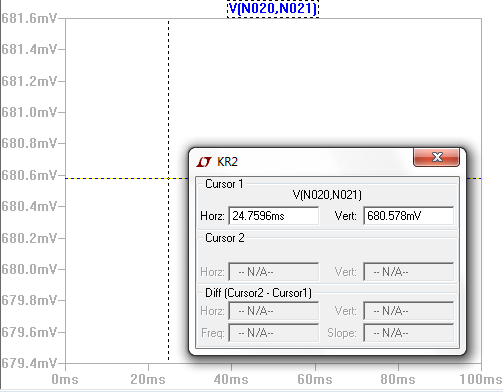 V(N020,N021)
681.6mV
681.4mV
681.2mV
681.0mV
680.8mV
680.6mV
680.4mV
680.2mV
680.0mV
679.8mV
679.6mV
679.4mV
0ms 20ms 40ms 60ms 80ms 100ms
KR2
Cursor 1
V(N020,N021)
Horz: 24.7596ms Vert: 680.578mV
Cursor 2
Horz: -- N/A-- Vert: -- N/A--
Diff (Cursor2 - Cursor1)
Horz: -- N/A-- Vert: -- N/A--
Freq: -- N/A-- Slope: -- N/A--